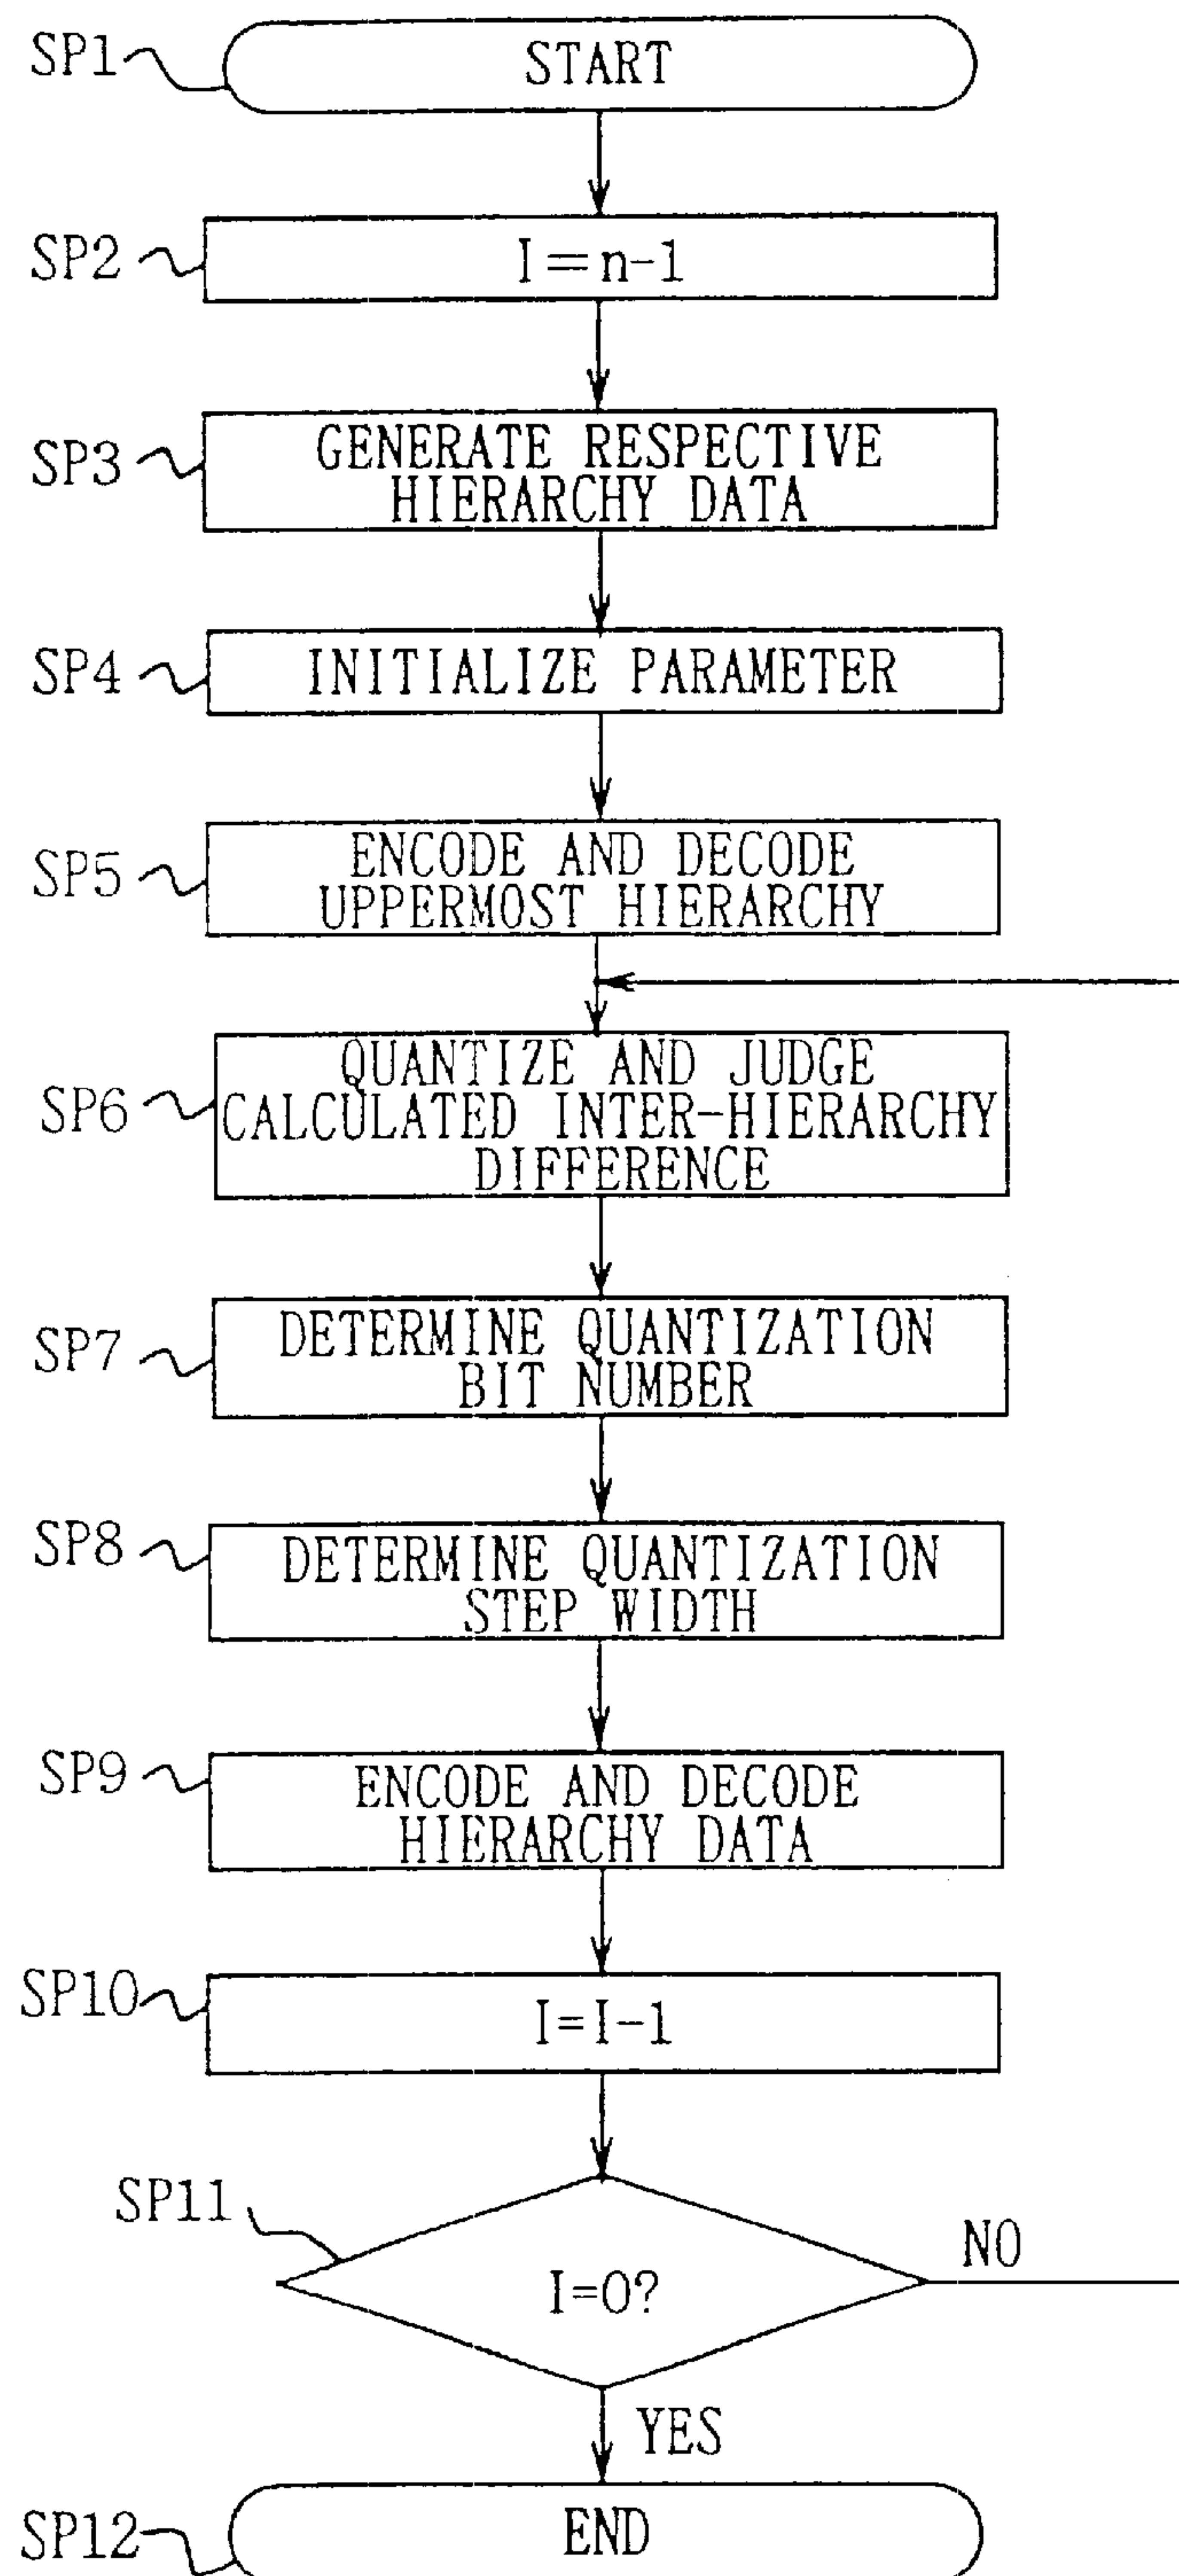 SP1
START
SP2
I=n-1
SP3
GENERATE RESPECTIVE
HIERARCHY DATA
SP4
INITIALIZE PARAMETER
SP5
ENCODE AND DECODE
UPPERMOST HIERARCHY
SP6
QUANTIZE AND JUDGE
CALCULATED INTER-HIERARCHY
DIFFERENCE
SP7
DETERMINE QUANTIZATION
BIT NUMBER
SP8
DETERMINE QUANTIZATION
STEP WIDTH
SP9
ENCODE AND DECODE
HIERARCHY DATA
SP10
I=I-1
SP11
I=0?
NO
YES
SP12
END